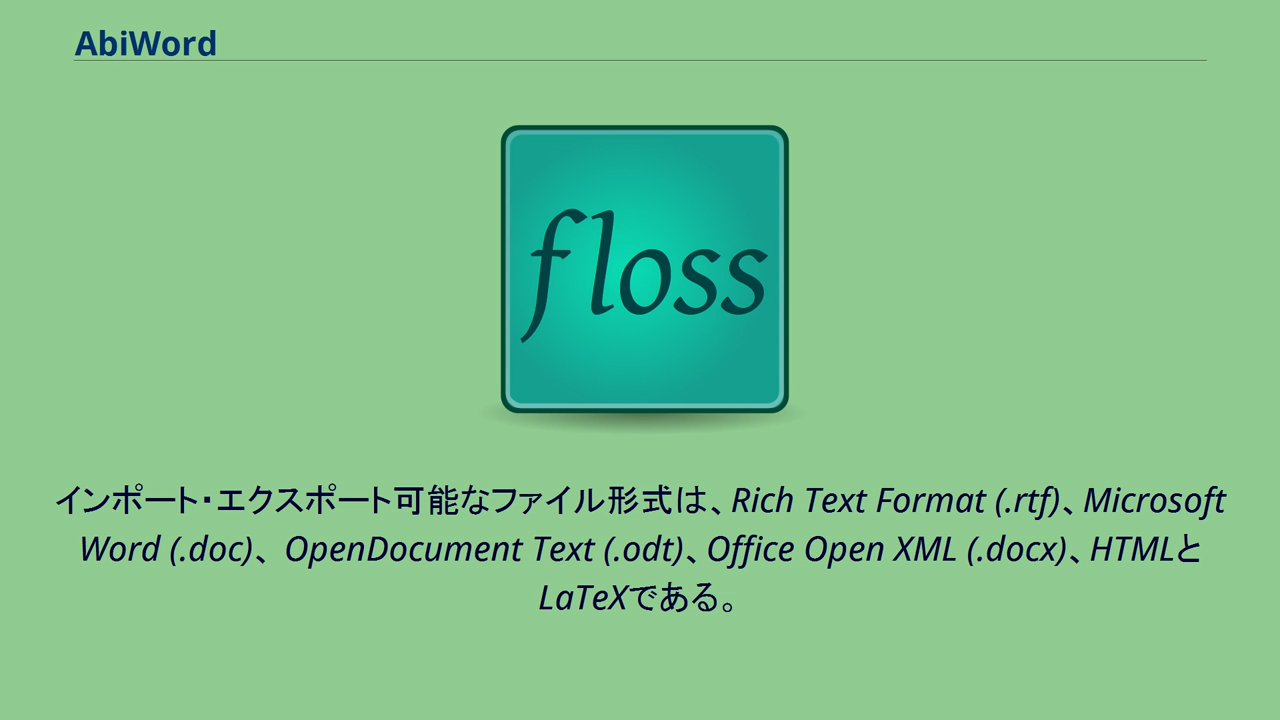 AbiWord
floss
インポート・エクスポート可能なファイル形式は、Rich Text Format (.rtf)、Microsoft
Word (.doc)、 OpenDocument Text (.odt)、Office Open XML (.docx)、HTMLと
LaTeXである。